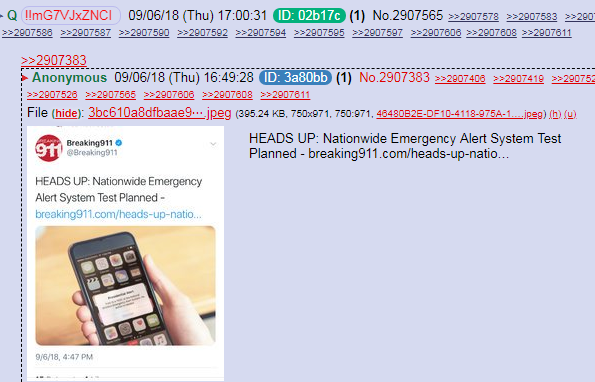 Q !!mG7VJxZNCI 09/06/18 (Thu) 17:00:31 ID: 02b17c (1) No.2907565 >>2907578 >>2907583
>>2907586 >>2907587 >>2907590 >>2907592 >>2907594 >>2907595 >>2907597 >>2907606 >>2907608 >>2907611
>>2907383
Anonymous 09/06/18 (Thu) 16:49:28 ID: 3a80bb (1) No.2907383 >>2907406 >>2907419
>>2907526 >>2907565 >>2907606 >>2907608 >>2907611
File (hide): 3bc610a8dfbaae9⋯.jpeg (395.24 KB, 750x971, 750:971, 46480B2E-DF10-4118-975A-1….jpeg) (h) (u)
911
Breaking911
@Breaking911
HEADS UP: Nationwide Emergency
Alert System Test Planned -
breaking911.com/heads-up-natio...
9/6/18, 4:47 PM
HEADS UP: Nationwide Emergency Alert System Test
Planned - breaking911.com/heads-up-natio…